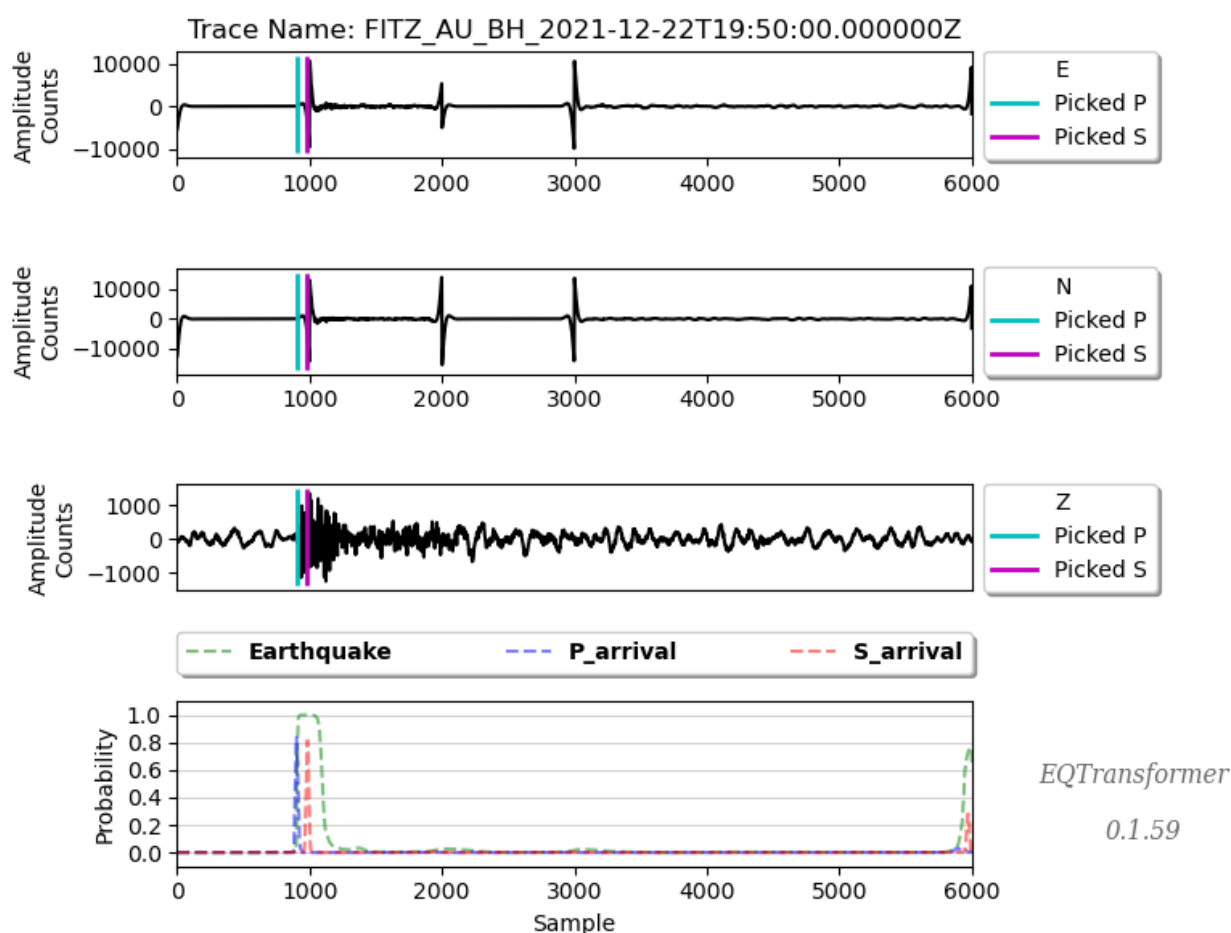 Trace Name: FITZ_AU_BH_2021-12-22T19:50:00.000000Z
Amplitude
Counts
10000
0
−10000
0 1000 2000 3000 4000 5000 6000
E
Picked P
Picked S
Amplitude
Counts
10000
0
−10000
0 1000 2000 3000 4000 5000 6000
N
Picked P
Picked S
Amplitude
Counts
1000
0
−1000
Z
Picked P
Picked S
Earthquake P_arrival S_arrival
Probability
1.0
0.8
0.6
0.4
0.2
0.0
0 1000 2000 3000 4000 5000 6000
Sample
EQTransformer
0.1.59